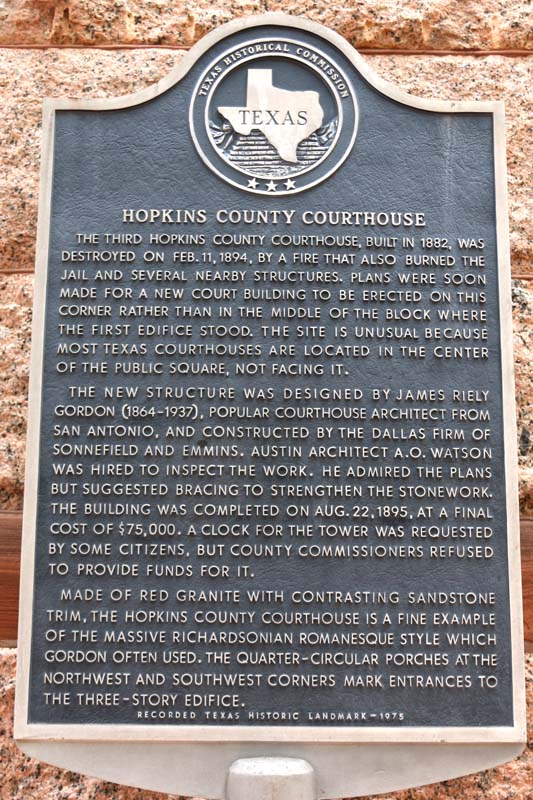 TEXAS HISTORICAL COMMISSION
TEXAS
HOPKINS COUNTY COURTHOUSE
THE THIRD HOPKINS COUNTY COURTHOUSE, BUILT IN 1882, WAS
DESTROYED ON FEB. 11, 1894, BY A FIRE THAT ALSO BURNED THE
JAIL AND SEVERAL NEARBY STRUCTURES. PLANS WERE SOON
MADE FOR A NEW COURT BUILDING TO BE ERECTED ON THIS
CORNER RATHER THAN IN THE MIDDLE OF THE BLOCK WHERE
THE FIRST EDIFICE STOOD. THE SITE IS UNUSUAL BECAUSE
MOST TEXAS COURTHOUSES ARE LOCATED IN THE CENTER
OF THE PUBLIC SQUARE, NOT FACING IT.
THE NEW STRUCTURE WAS DESIGNED BY JAMES RIELY
GORDON (1864-1937), POPULAR COURTHOUSE ARCHITECT FROM
SAN ANTONIO, AND CONSTRUCTED BY THE DALLAS FIRM OF
SONNEFIELD AND EMMINS. AUSTIN ARCHITECT A.O. WATSON
WAS HIRED TO INSPECT THE WORK. HE ADMIRED THE PLANS
BUT SUGGESTED BRACING TO STRENGTHEN THE STONEWORK.
THE BUILDING WAS COMPLETED ON AUG. 22, 1895, AT A FINAL
COST OF $75,000. A CLOCK FOR THE TOWER WAS REQUESTED
BY SOME CITIZENS, BUT COUNTY COMMISSIONERS REFUSED
TO PROVIDE FUNDS FOR IT.
MADE OF RED GRANITE WITH CONTRASTING SANDSTONE
TRIM, THE HOPKINS COUNTY COURTHOUSE IS A FINE EXAMPLE
OF THE MASSIVE RICHARDSONIAN ROMANESQUE STYLE WHICH
GORDON OFTEN USED. THE QUARTER-CIRCULAR PORCHES AT THE
NORTHWEST AND SOUTHWEST CORNERS MARK ENTRANCES TO
THE THREE-STORY EDIFICE.
RECORDED TEXAS HISTORIC LANDMARK - 1975